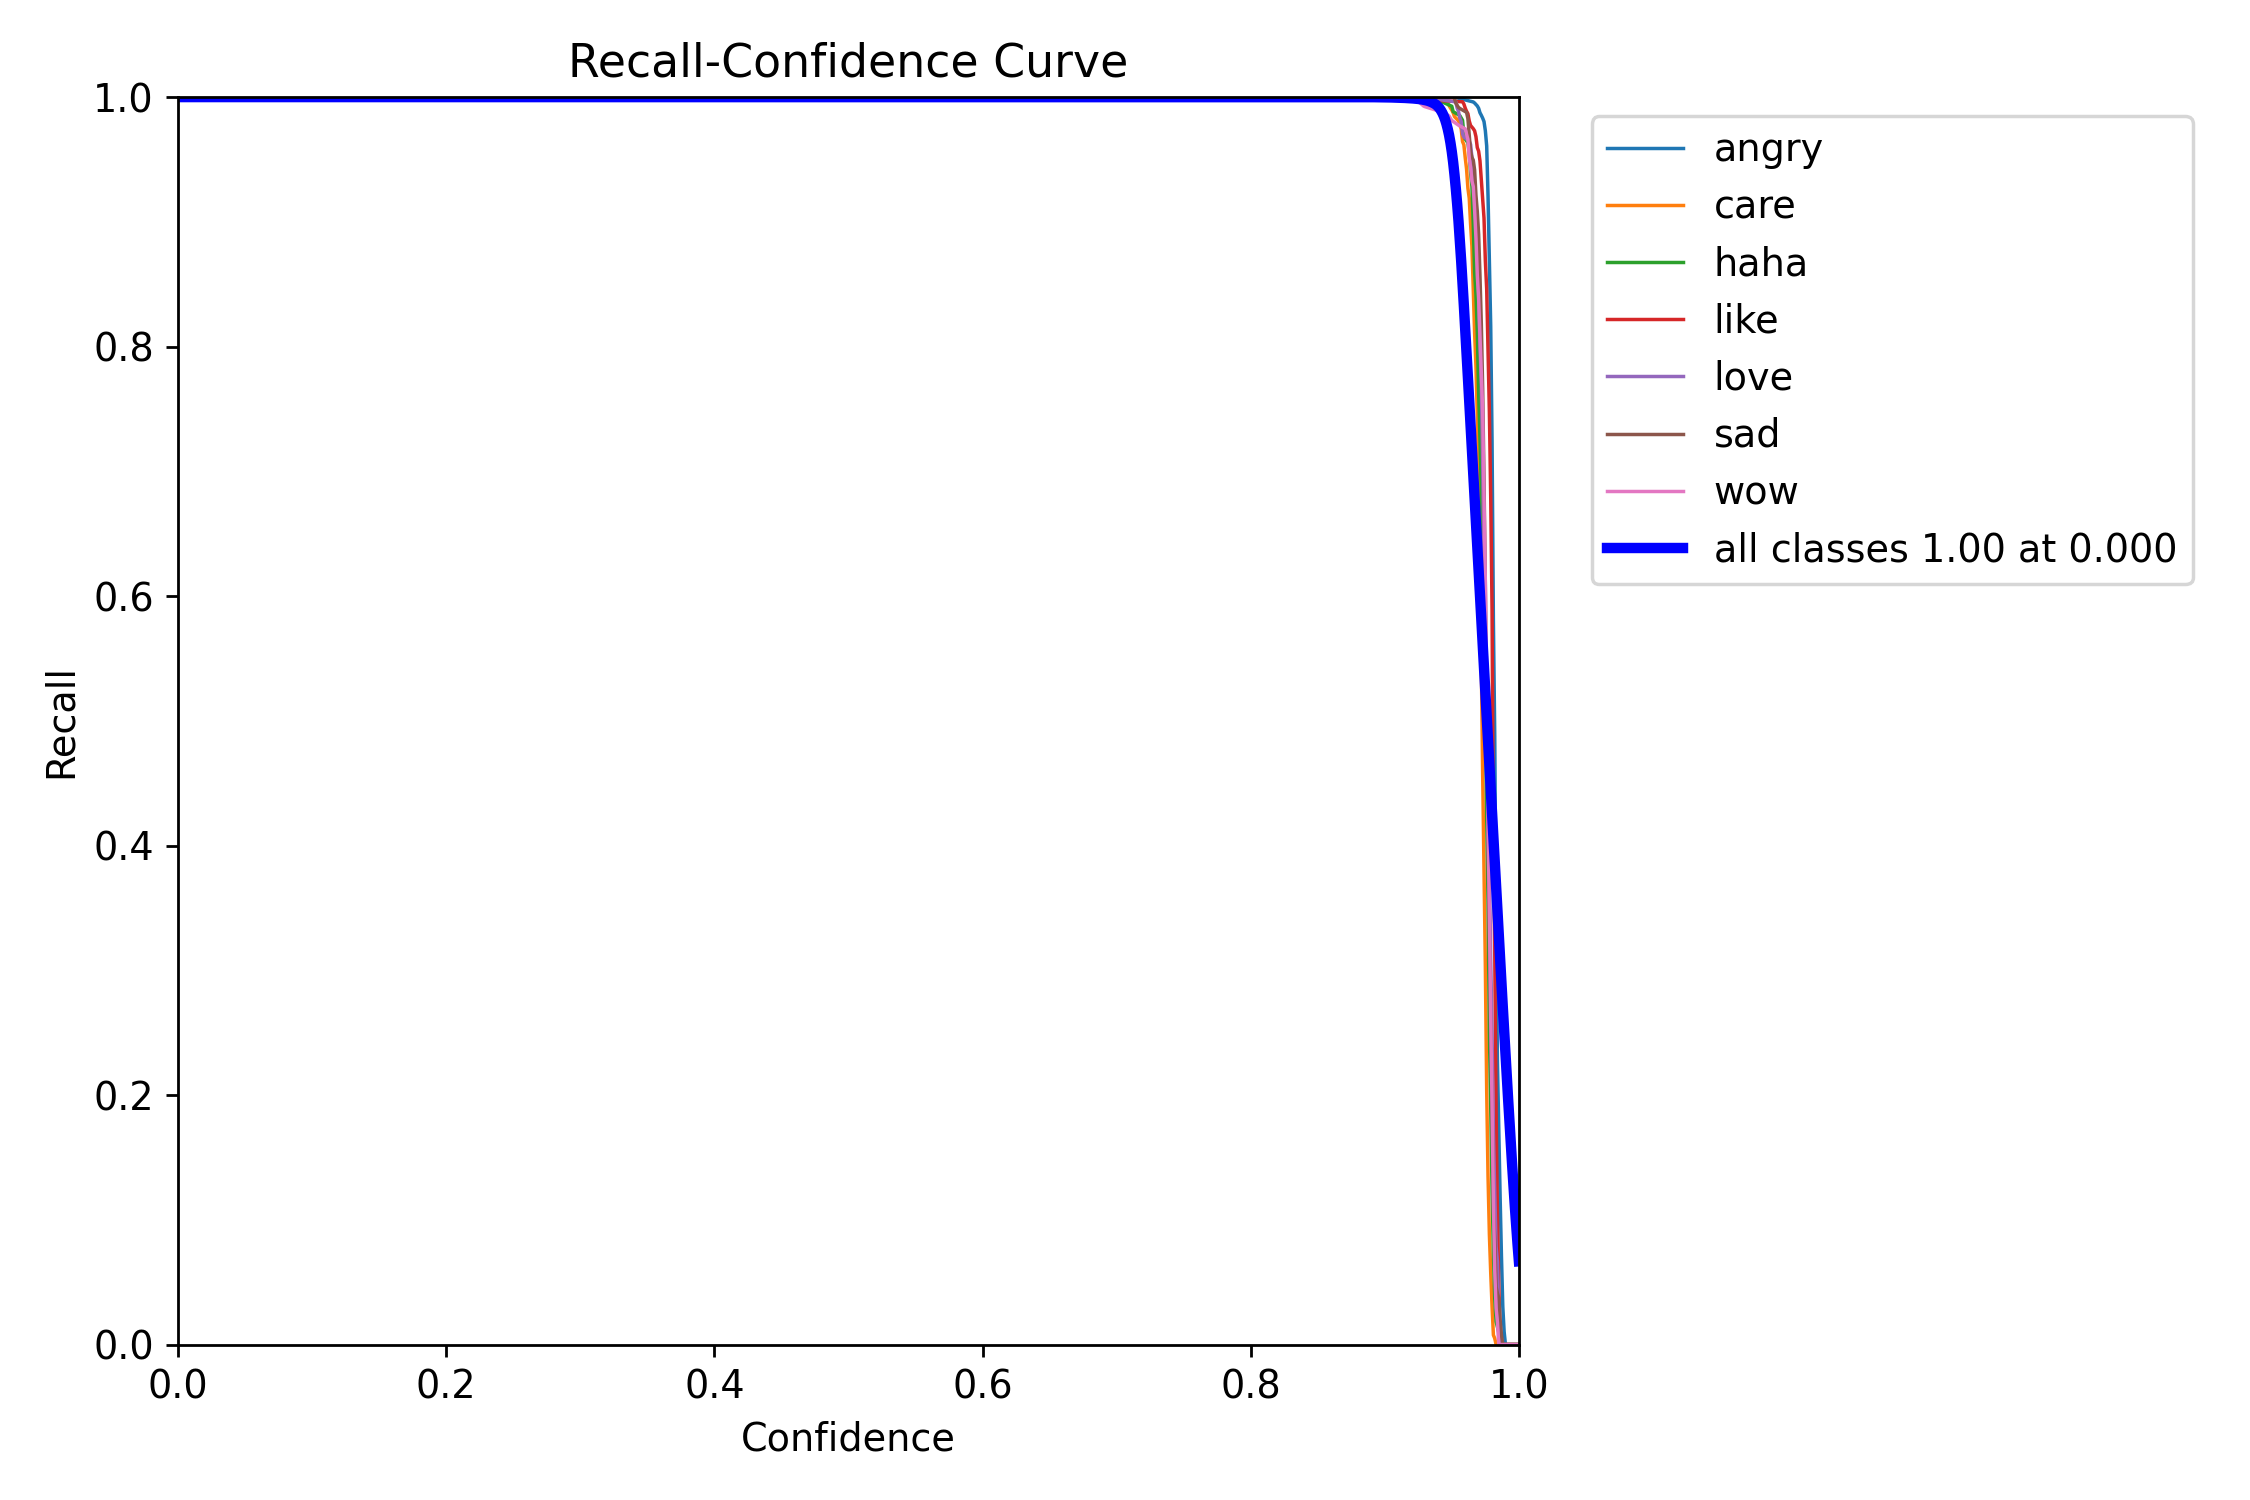 Recall-Confidence Curve
1.0
0.8
0.6
0.4
0.2
0.0
Recall
0.0 0.2 0.4 0.6 0.8 1.0
Confidence
angry
care
haha
like
love
sad
wow
all classes 1.00 at 0.000